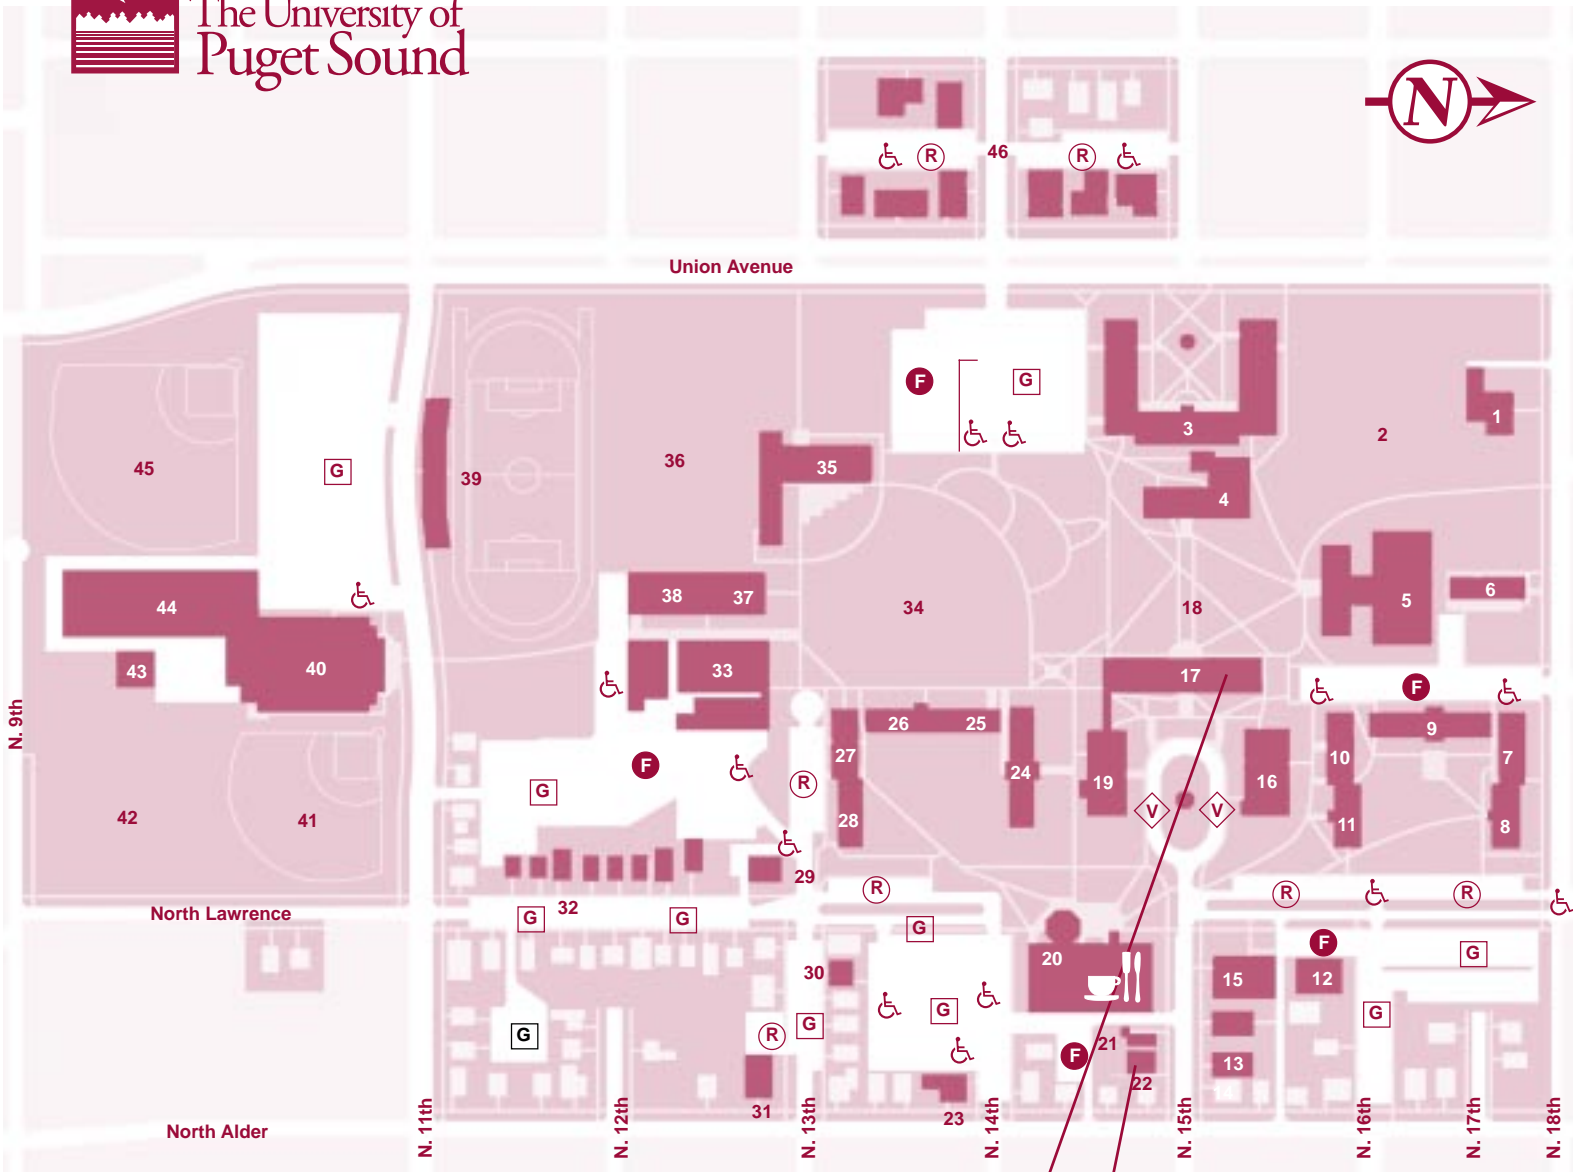 The University of
Puget Sound
N
R
46
R
Union Avenue
F
G
3
1
2
45
G
39
36
35
4
44
38
37
34
18
5
6
43
40
33
17
F
N. 9th
26
25
9
42
41
G
F
R
27
28
24
19
V
V
16
10
11
7
8
29
R
R
R
North Lawrence
32
G
G
G
F
G
30
20
15
12
G
R
G
G
G
F
21
13
22
14
31
23
North Alder
N. 11th
N. 12th
N. 13th
N. 14th
N. 15th
N. 16th
N. 17th
N. 18th